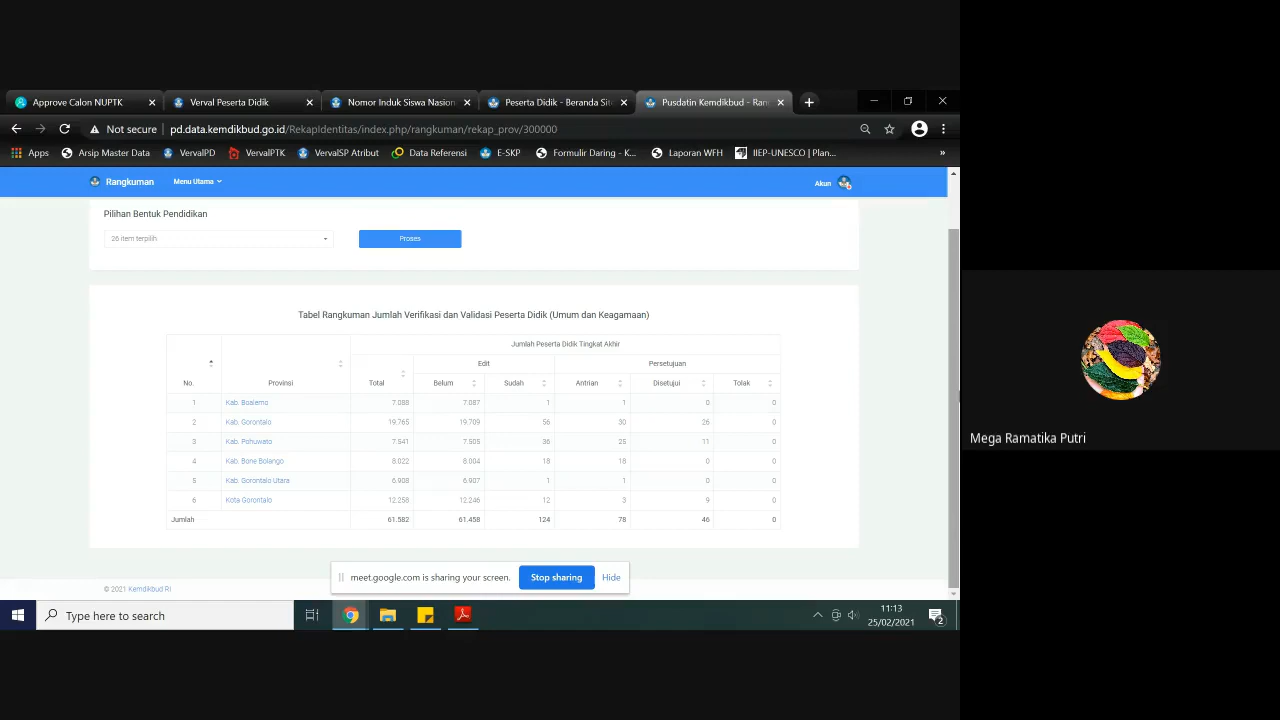 Approve Calon NUPTK
Verval Peserta Didik
Nomor Induk Siswa Nasion
Peserta Didik - Beranda Sit
Pusdatin Kemdikbud - Ran
Not secure
pd.data.kemdikbud.go.id/RekapIdentitas/index.php/rangkuman/rekap_prov/300000
Apps
Arsip Master Data
VervalPD
VervalPTK
VervalSP Atribut
Data Referensi
E-SKP
Formulir Daring - K...
Laporan WFH
IIEP-UNESCO | Plan...
»
Rangkuman
Menu Utama
Akun
Pilihan Bentuk Pendidikan
26 item terpilih
Proses
Tabel Rangkuman Jumlah Verifikasi dan Validasi Peserta Didik (Umum dan Keagamaan)
Jumlah Peserta Didik Tingkat Akhir
Edit Persetujuan
No. Provinsi Total Belum Sudah Antrian Disetujui Tolak
1 Kab. Boalemo 7.088 7.087 1 1 0 0
2 Kab. Gorontalo 19.765 19.709 56 30 26 0
3 Kab. Pohuwato 7.541 7.505 36 25 11 0
4 Kab. Bone Bolango 8.022 8.004 18 18 0 0
5 Kab. Gorontalo Utara 6.908 6.907 1 1 0 0
6 Kota Gorontalo 12.258 12.246 12 3 9 0
Jumlah 61.582 61.458 124 78 46 0
meet.google.com is sharing your screen.
Stop sharing
Hide
© 2021 Kemdikbud RI
Type here to search
11:13
25/02/2021
2
Mega Ramatika Putri